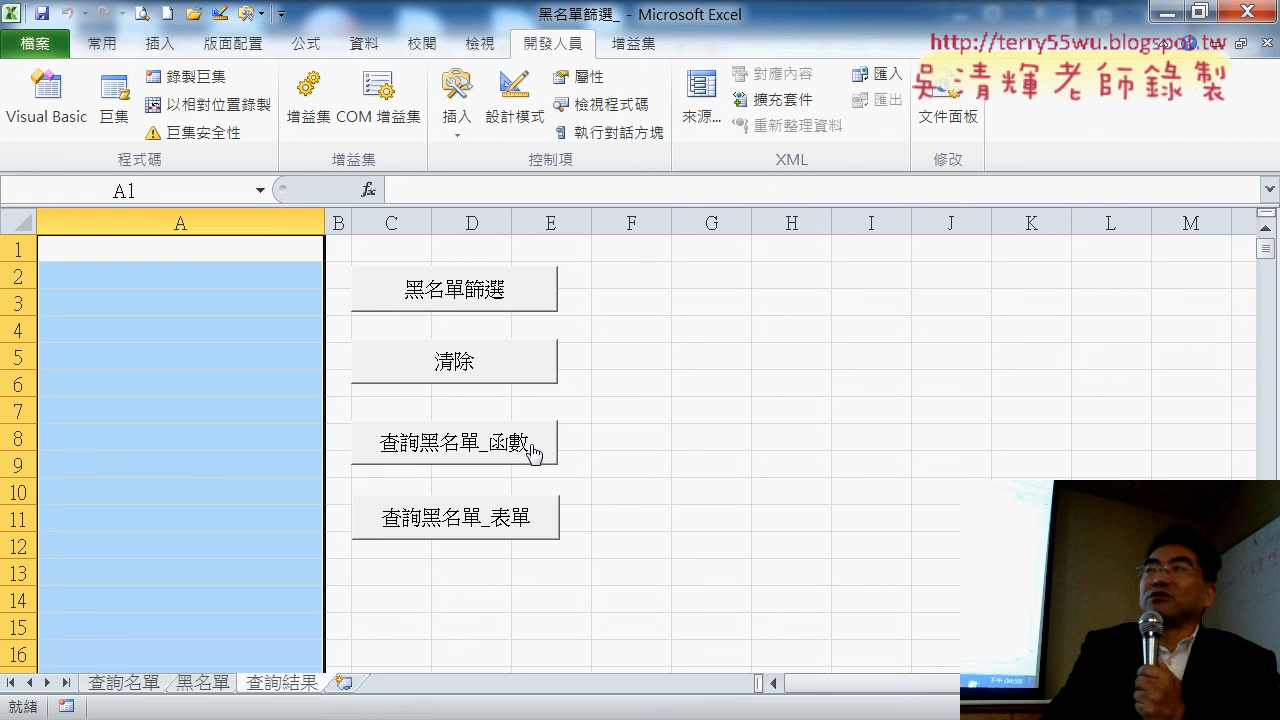 黑名單篩選_ - Microsoft Excel
檔案 常用 插入 版面配置 公式 資料 校閱 檢視 開發人員 增益集
http://terry55wu.blogspot.tw
吳清輝老師錄製
Visual Basic 巨集 錄製巨集 以相對位置錄製 巨集安全性
增益集 COM 增益集
插入 設計模式 屬性 檢視程式碼 執行對話方塊
來源... 對應內容 擴充套件 重新整理資料 匯入 匯出
文件面板
程式碼 增益集 控制項 XML 修改
A1 fx
A B C D E F G H I J K L M
1
2
3
4
5
6
7
8
9
10
11
12
13
14
15
16
黑名單篩選
清除
查詢黑名單_函數
查詢黑名單_表單
查詢名單 黑名單 查詢結果
就緒
下午 04:59